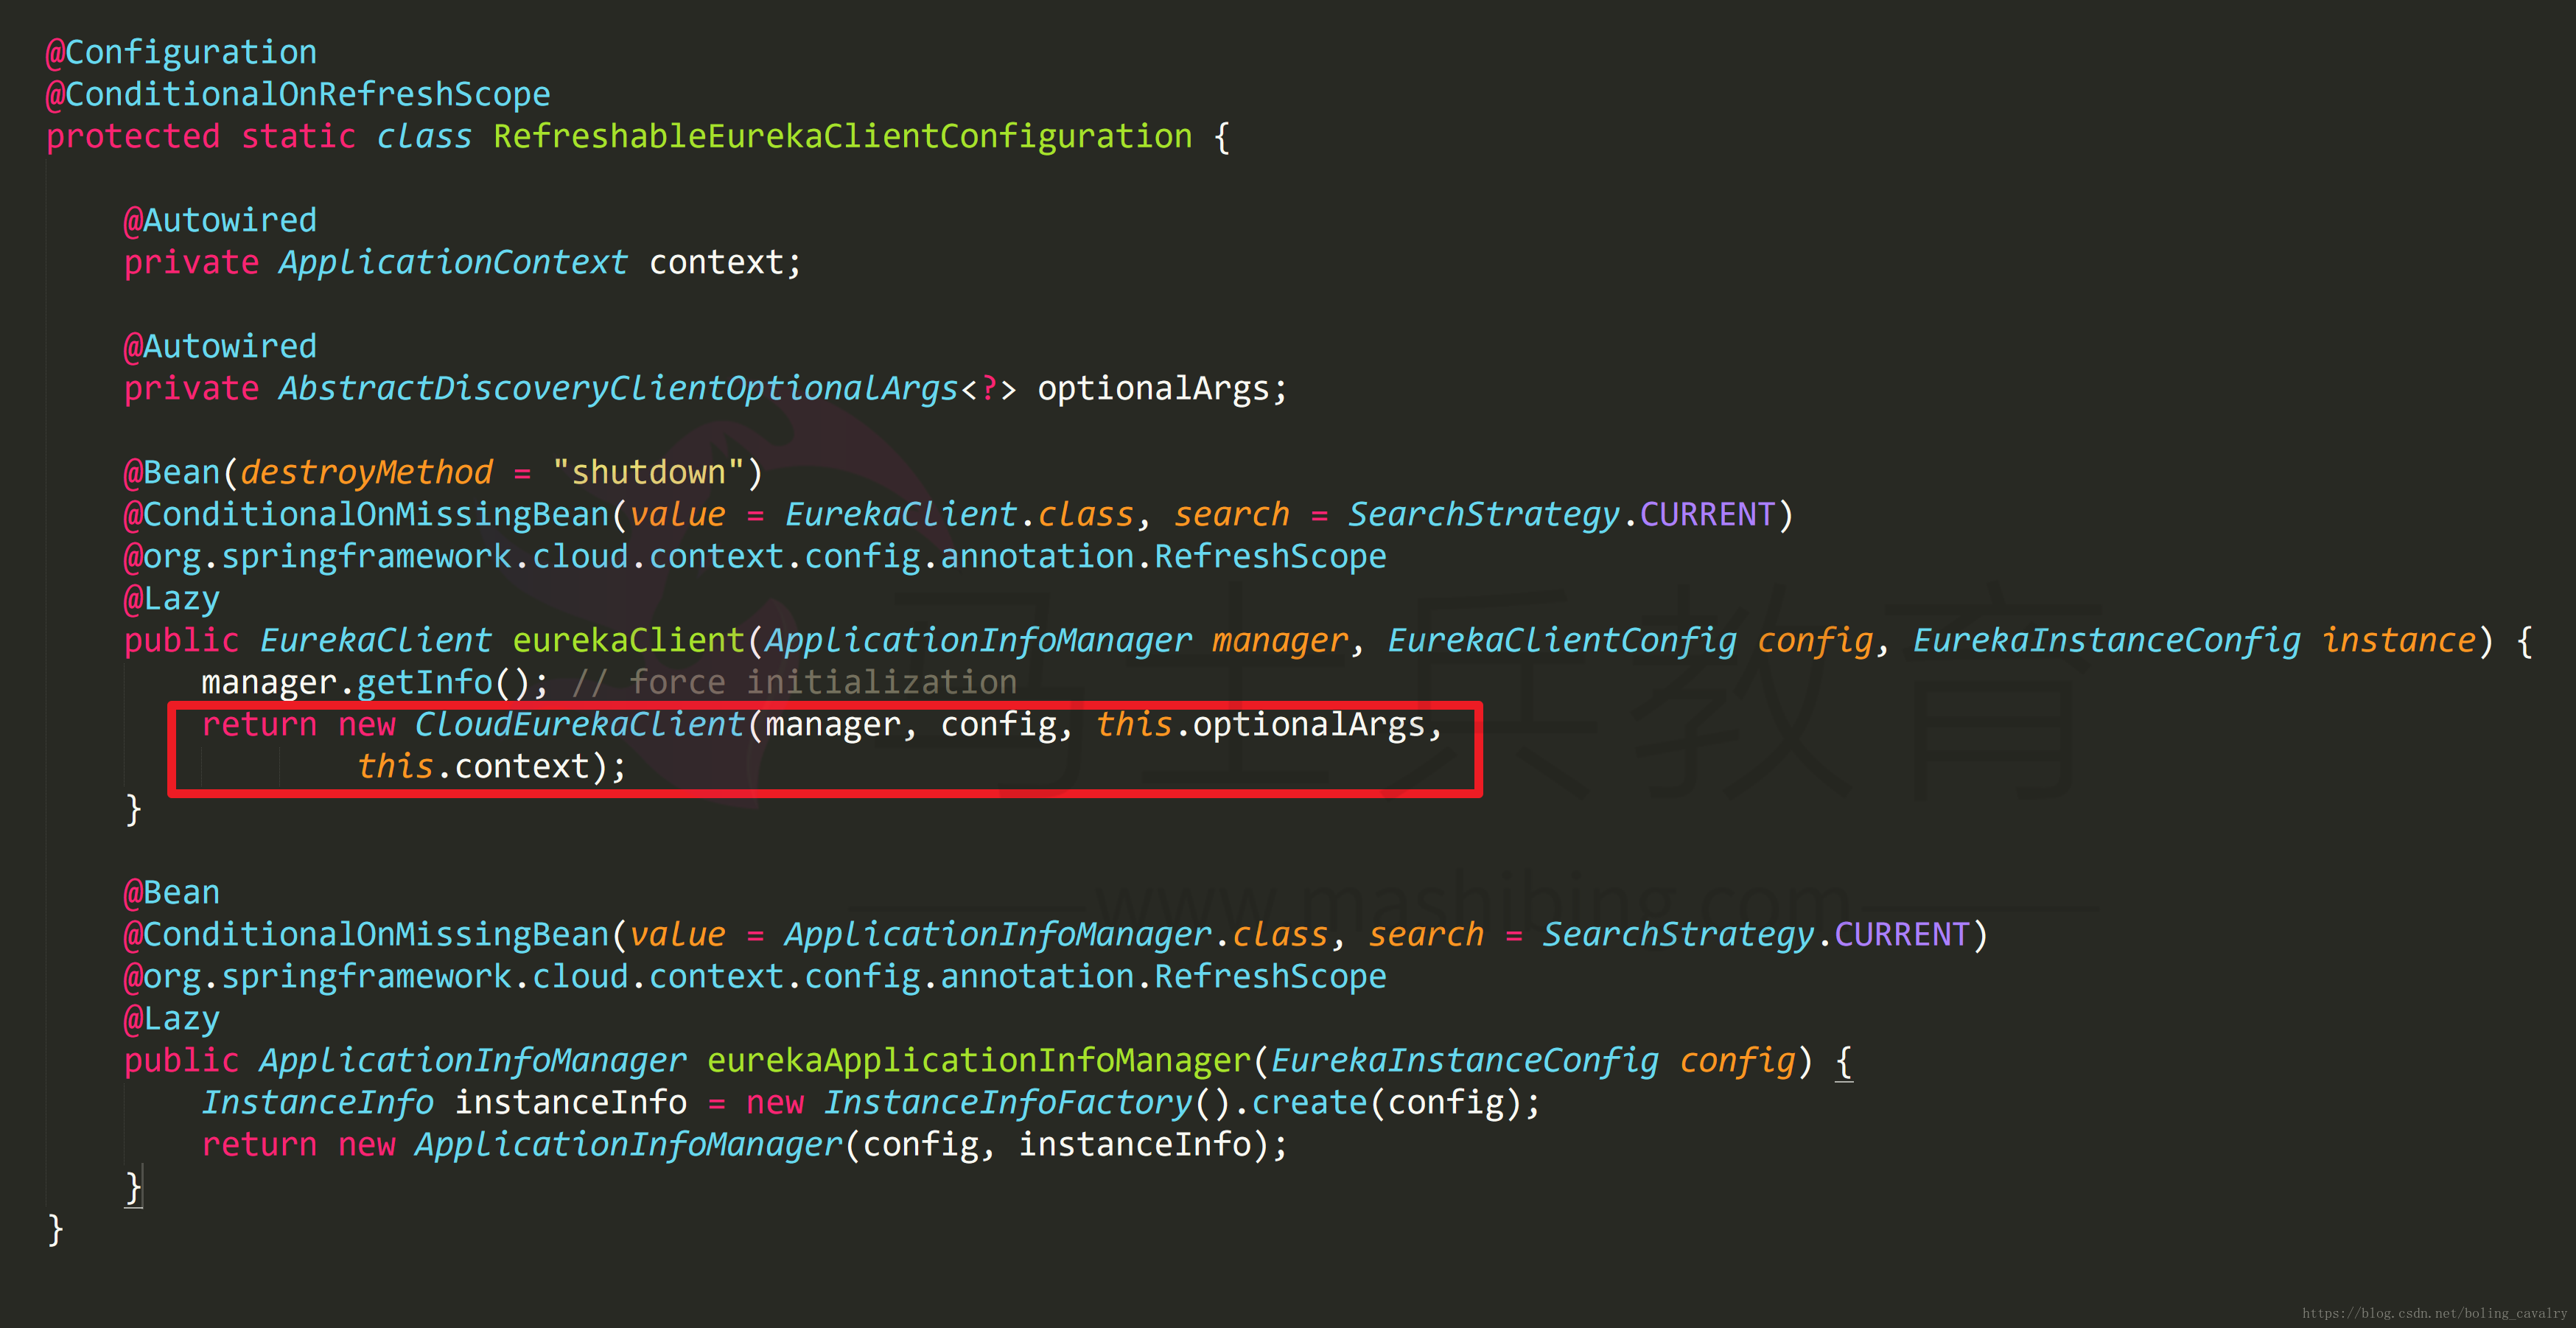 @Configuration
@ConditionalOnRefreshScope
protected static class RefreshableEurekaClientConfiguration {
@Autowired
private ApplicationContext context;
@Autowired
private AbstractDiscoveryClientOptionalArgs<?> optionalArgs;
@Bean(destroyMethod = "shutdown")
@ConditionalOnMissingBean(value = EurekaClient.class, search = SearchStrategy.CURRENT)
@org.springframework.cloud.context.config.annotation.RefreshScope
@Lazy
public EurekaClient eurekaClient(ApplicationInfoManager manager, EurekaClientConfig config, EurekaInstanceConfig instance) {
manager.getInfo(); // force initialization
return new CloudEurekaClient(manager, config, this.optionalArgs,
this.context);
}
马士兵教育
www.mashibing.com
@Bean
@ConditionalOnMissingBean(value = ApplicationInfoManager.class, search = SearchStrategy.CURRENT)
@org.springframework.cloud.context.config.annotation.RefreshScope
@Lazy
public ApplicationInfoManager eurekaApplicationInfoManager(EurekaInstanceConfig config) {
InstanceInfo instanceInfo = new InstanceInfoFactory().create(config);
return new ApplicationInfoManager(config, instanceInfo);
}
}
https://blog.csdn.net/boling_cavalry